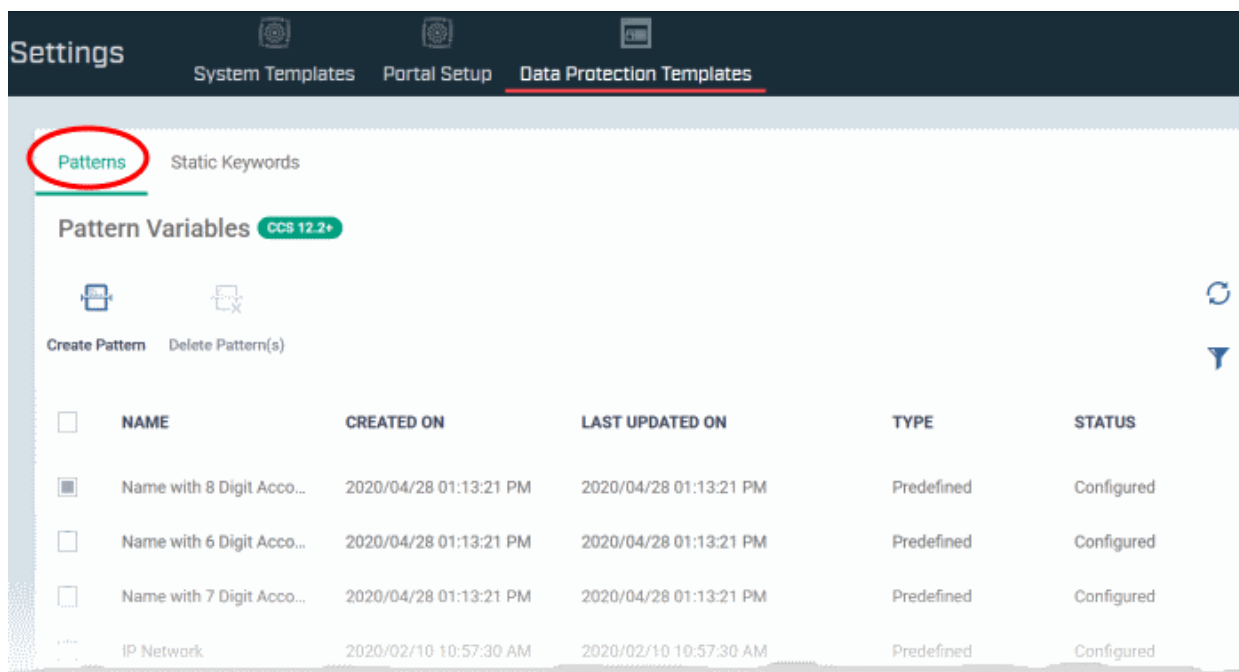 Settings
System Templates Portal Setup Data Protection Templates
Patterns Static Keywords
Pattern Variables CCS 12.2+
Create Pattern Delete Pattern(s)
NAME CREATED ON LAST UPDATED ON TYPE STATUS
Name with 8 Digit Acco... 2020/04/28 01:13:21 PM 2020/04/28 01:13:21 PM Predefined Configured
Name with 6 Digit Acco... 2020/04/28 01:13:21 PM 2020/04/28 01:13:21 PM Predefined Configured
Name with 7 Digit Acco... 2020/04/28 01:13:21 PM 2020/04/28 01:13:21 PM Predefined Configured
IP Network 2020/02/10 10:57:30 AM 2020/02/10 10:57:30 AM Predefined Configured